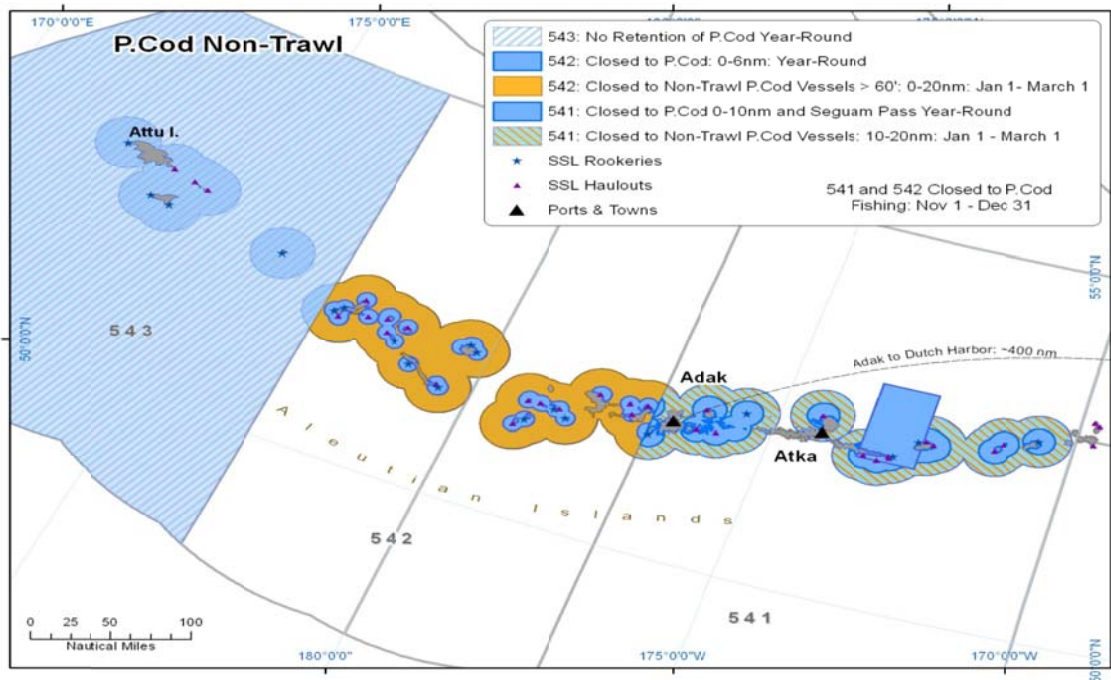 170°0'0"E
175°0'0"E
P.Cod Non-Trawl
543: No Retention of P.Cod Year-Round
542: Closed to P.Cod: 0-6nm: Year-Round
542: Closed to Non-Trawl P.Cod Vessels > 60': 0-20nm: Jan 1- March 1
541: Closed to P.Cod 0-10nm and Seguam Pass Year-Round
541: Closed to Non-Trawl P.Cod Vessels: 10-20nm: Jan 1 - March 1
SSL Rookeries
SSL Haulouts
Ports & Towns
541 and 542 Closed to P.Cod
Fishing: Nov 1 - Dec 31
Attu I.
55°0'0"N
50°0'0"N
543
Adak to Dutch Harbor: ~400 nm
Adak
Atka
Aleutian Islands
542
541
0 25 50 100
Nautical Miles
180°0'0"
175°0'0"W
170°0'0"W
50°0'0"N